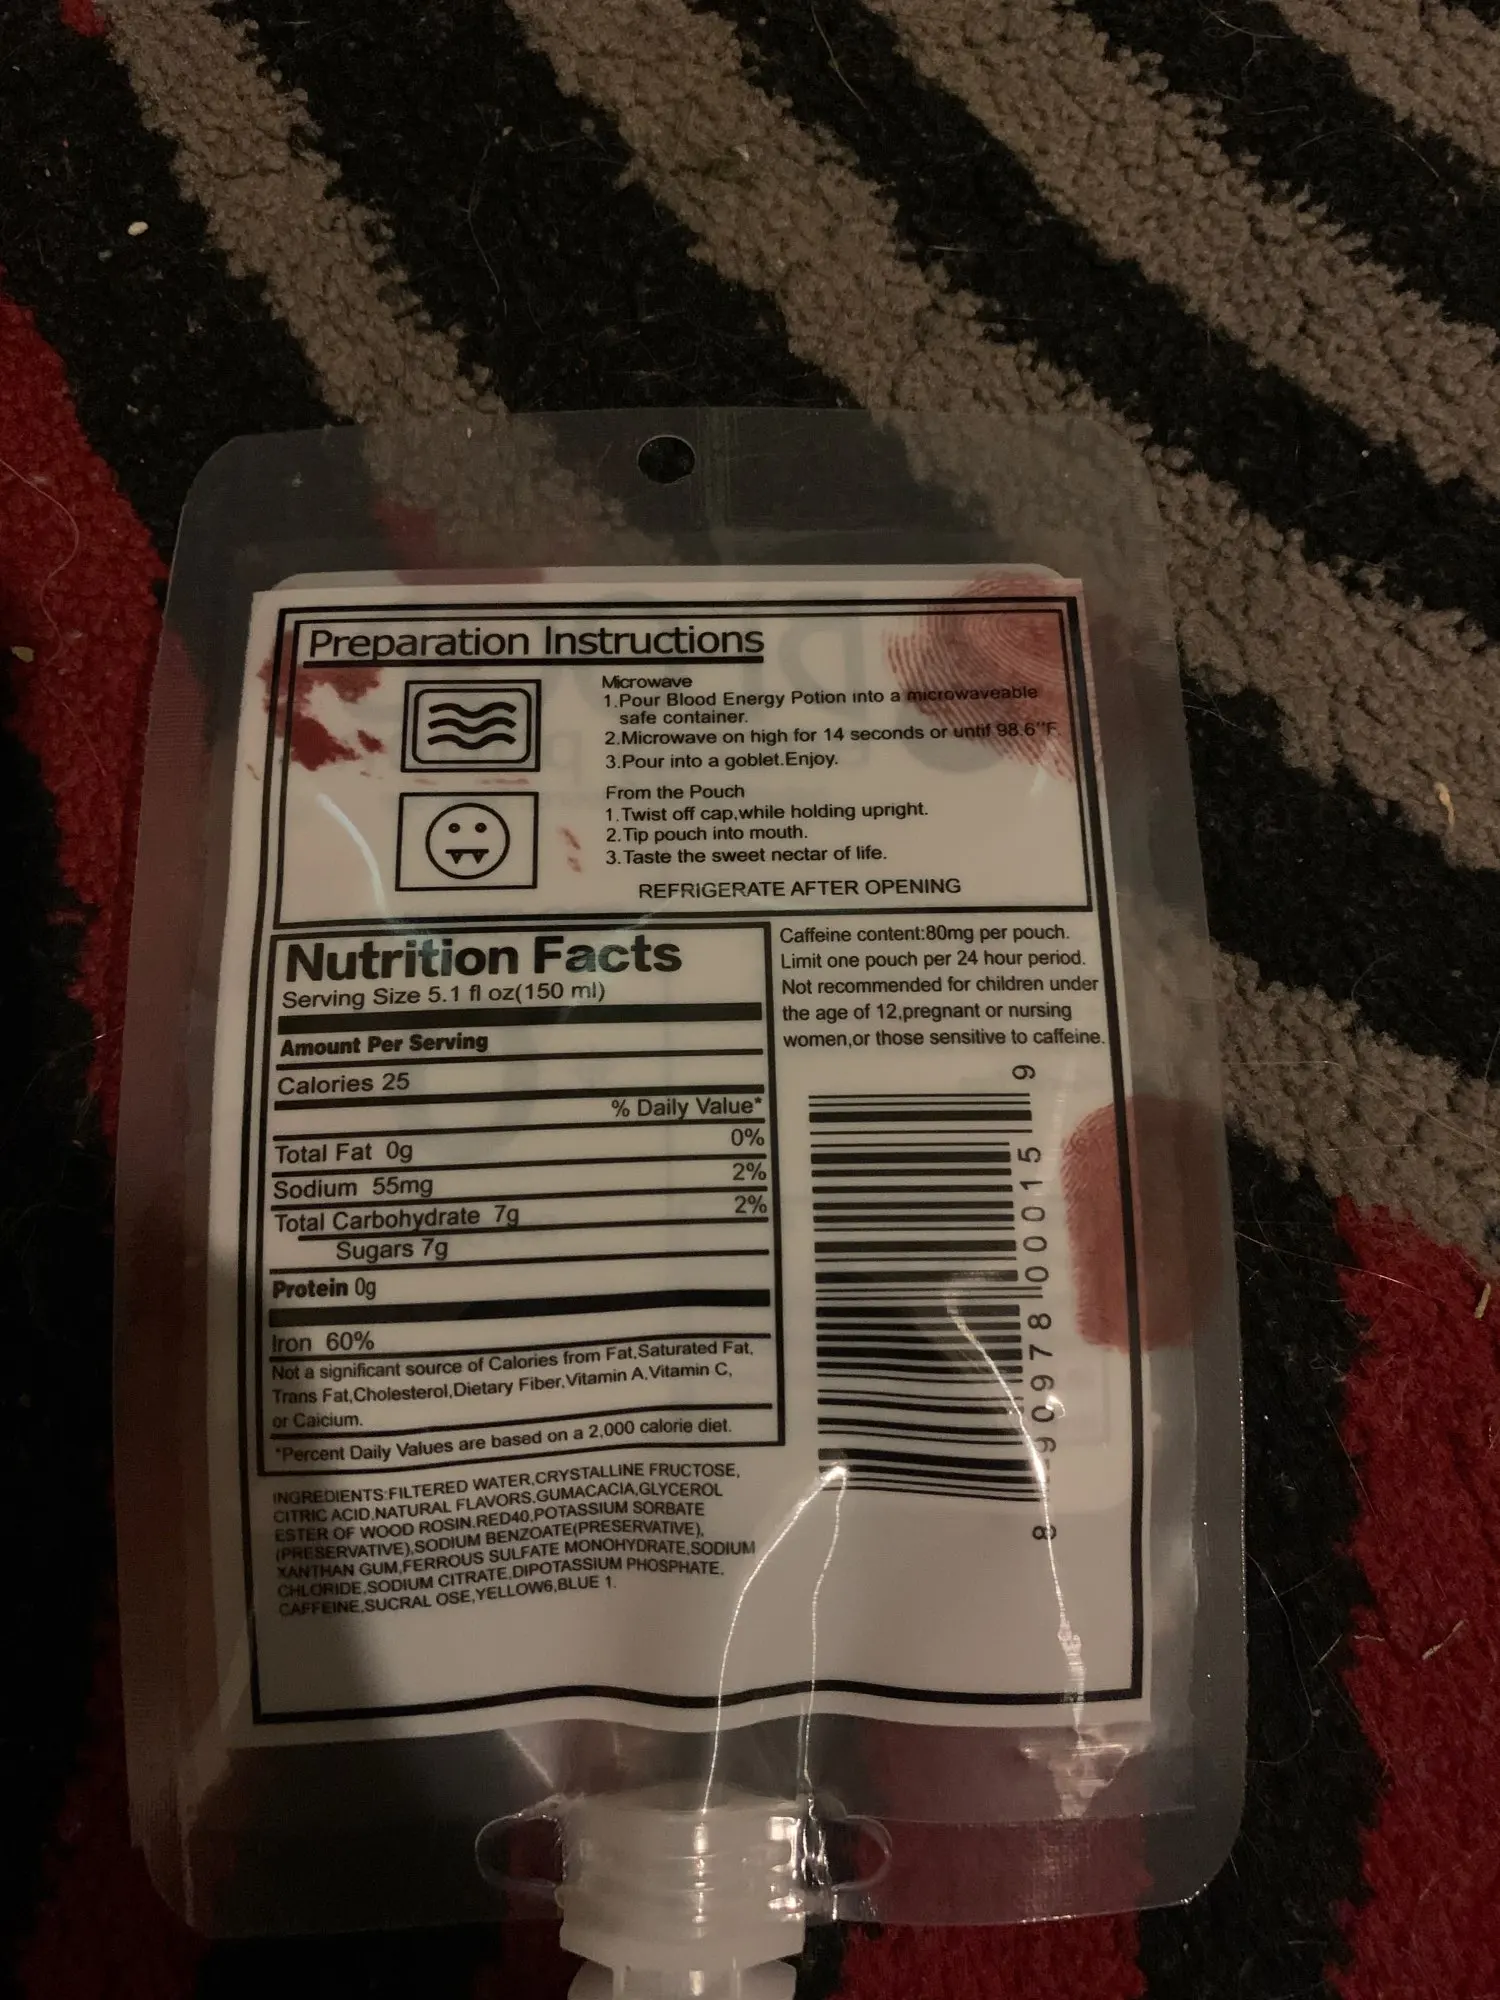 Preparation Instructions
Microwave
1.Pour Blood Energy Potion into a microwaveable
safe container.
2.Microwave on high for 14 seconds or until 98.6°F
3.Pour into a goblet.Enjoy.
From the Pouch
1.Twist off cap,while holding upright.
2.Tip pouch into mouth.
3.Taste the sweet nectar of life.
REFRIGERATE AFTER OPENING
Nutrition Facts
Serving Size 5.1 fl oz(150 ml)
Amount Per Serving
Calories 25
% Daily Value*
Total Fat 0g 0%
Sodium 55mg 2%
Total Carbohydrate 7g 2%
Sugars 7g
Protein 0g
Iron 60%
Not a significant source of Calories from Fat,Saturated Fat,
Trans Fat,Cholesterol,Dietary Fiber,Vitamin A,Vitamin C,
or Caicium.
*Percent Daily Values are based on a 2,000 calorie diet.
INGREDIENTS:FILTERED WATER,CRYSTALLINE FRUCTOSE,
CITRIC ACID,NATURAL FLAVORS,GUMACACIA,GLYCEROL
ESTER OF WOOD ROSIN,RED40,POTASSIUM SORBATE
(PRESERVATIVE),SODIUM BENZOATE(PRESERVATIVE),
XANTHAN GUM,FERROUS SULFATE MONOHYDRATE,SODIUM
CHLORIDE,SODIUM CITRATE,DIPOTASSIUM PHOSPHATE,
CAFFEINE,SUCRAL OSE,YELLOW6,BLUE 1.
Caffeine content:80mg per pouch.
Limit one pouch per 24 hour period.
Not recommended for children under
the age of 12,pregnant or nursing
women,or those sensitive to caffeine.